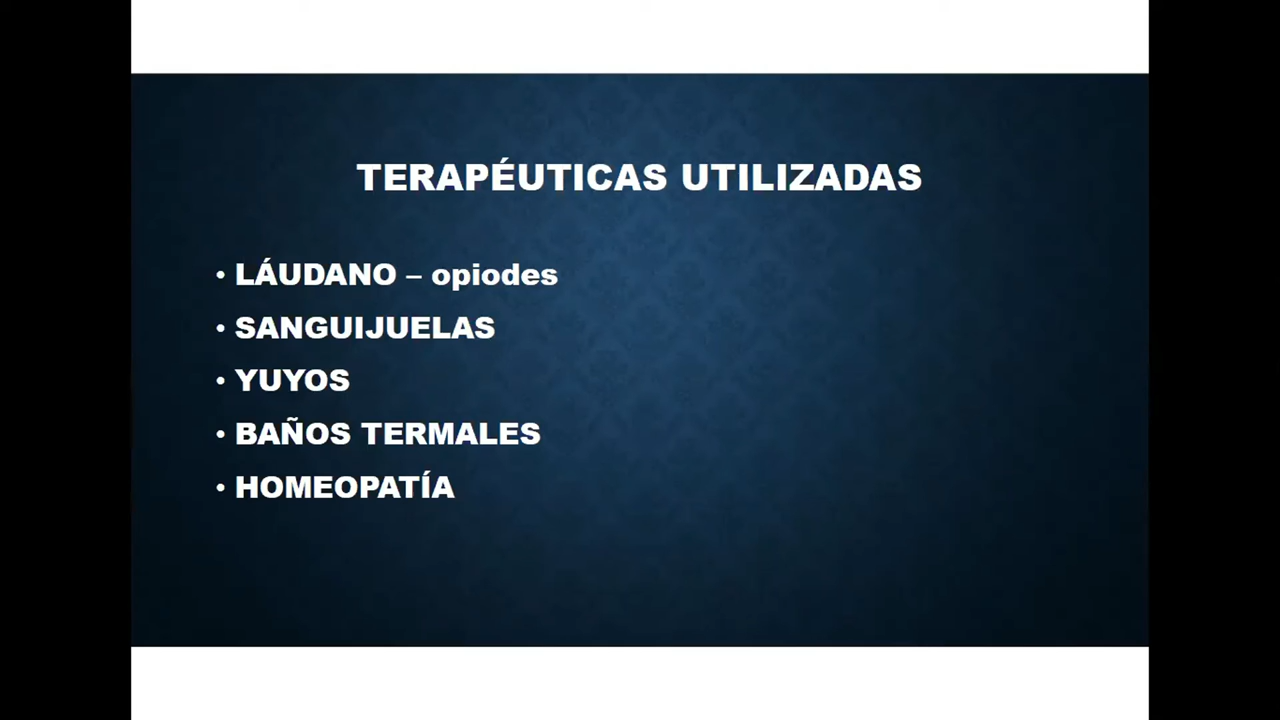 TERAPÉUTICAS UTILIZADAS
• LÁUDANO – opiodes
• SANGUIJUELAS
• YUYOS
• BAÑOS TERMALES
• HOMEOPATÍA